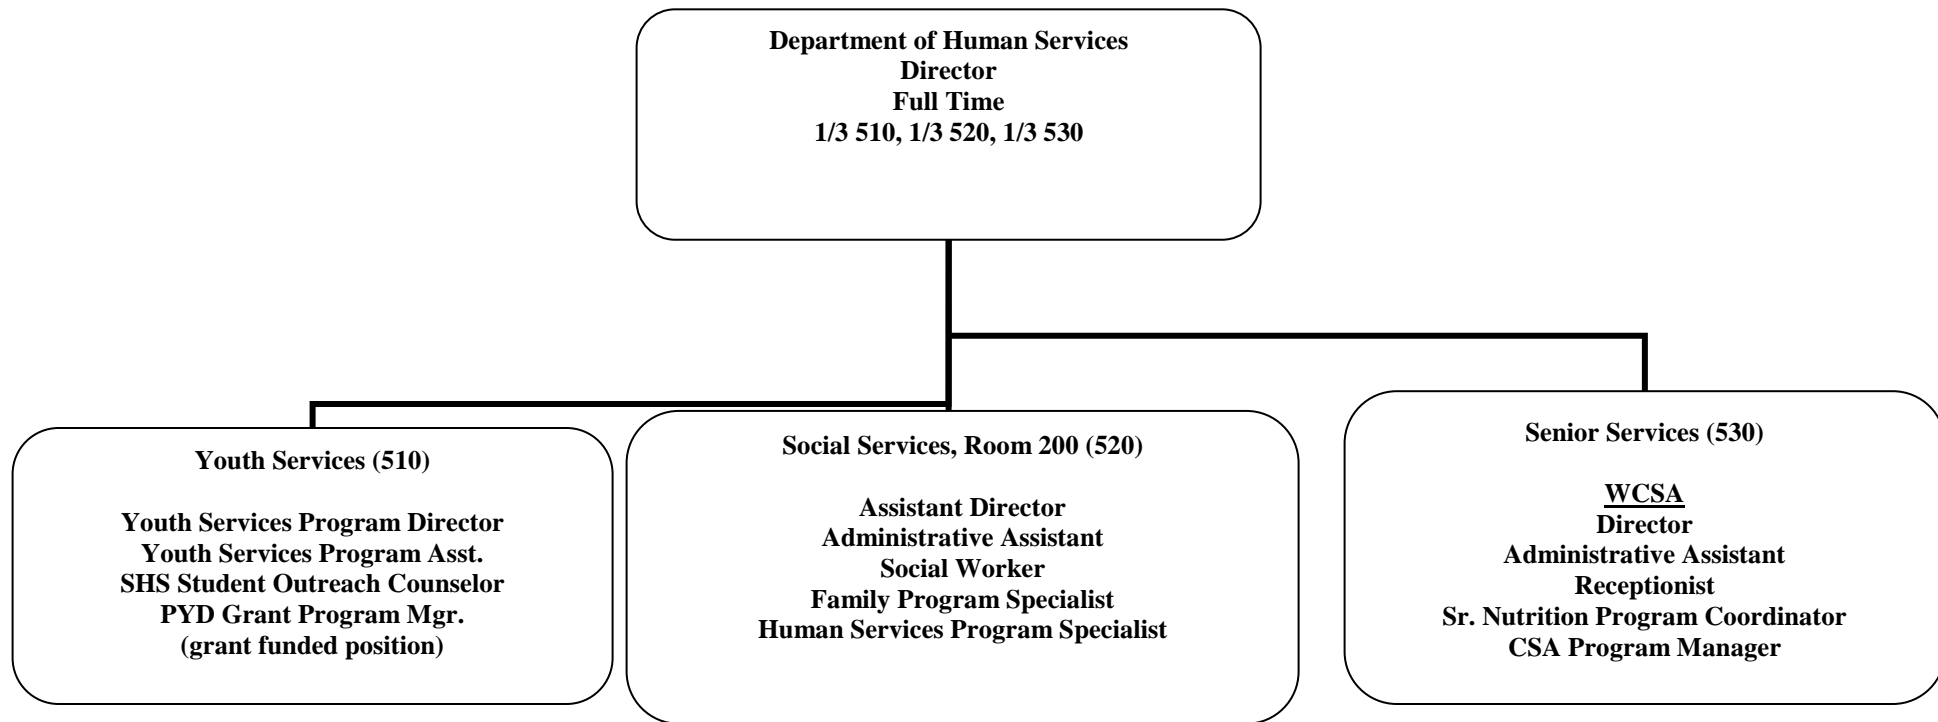 Department of Human Services
Director
Full Time
1/3 510, 1/3 520, 1/3 530
Youth Services (510)
Youth Services Program Director
Youth Services Program Asst.
SHS Student Outreach Counselor
PYD Grant Program Mgr.
(grant funded position)
Social Services, Room 200 (520)
Assistant Director
Administrative Assistant
Social Worker
Family Program Specialist
Human Services Program Specialist
Senior Services (530)
WCSA
Director
Administrative Assistant
Receptionist
Sr. Nutrition Program Coordinator
CSA Program Manager